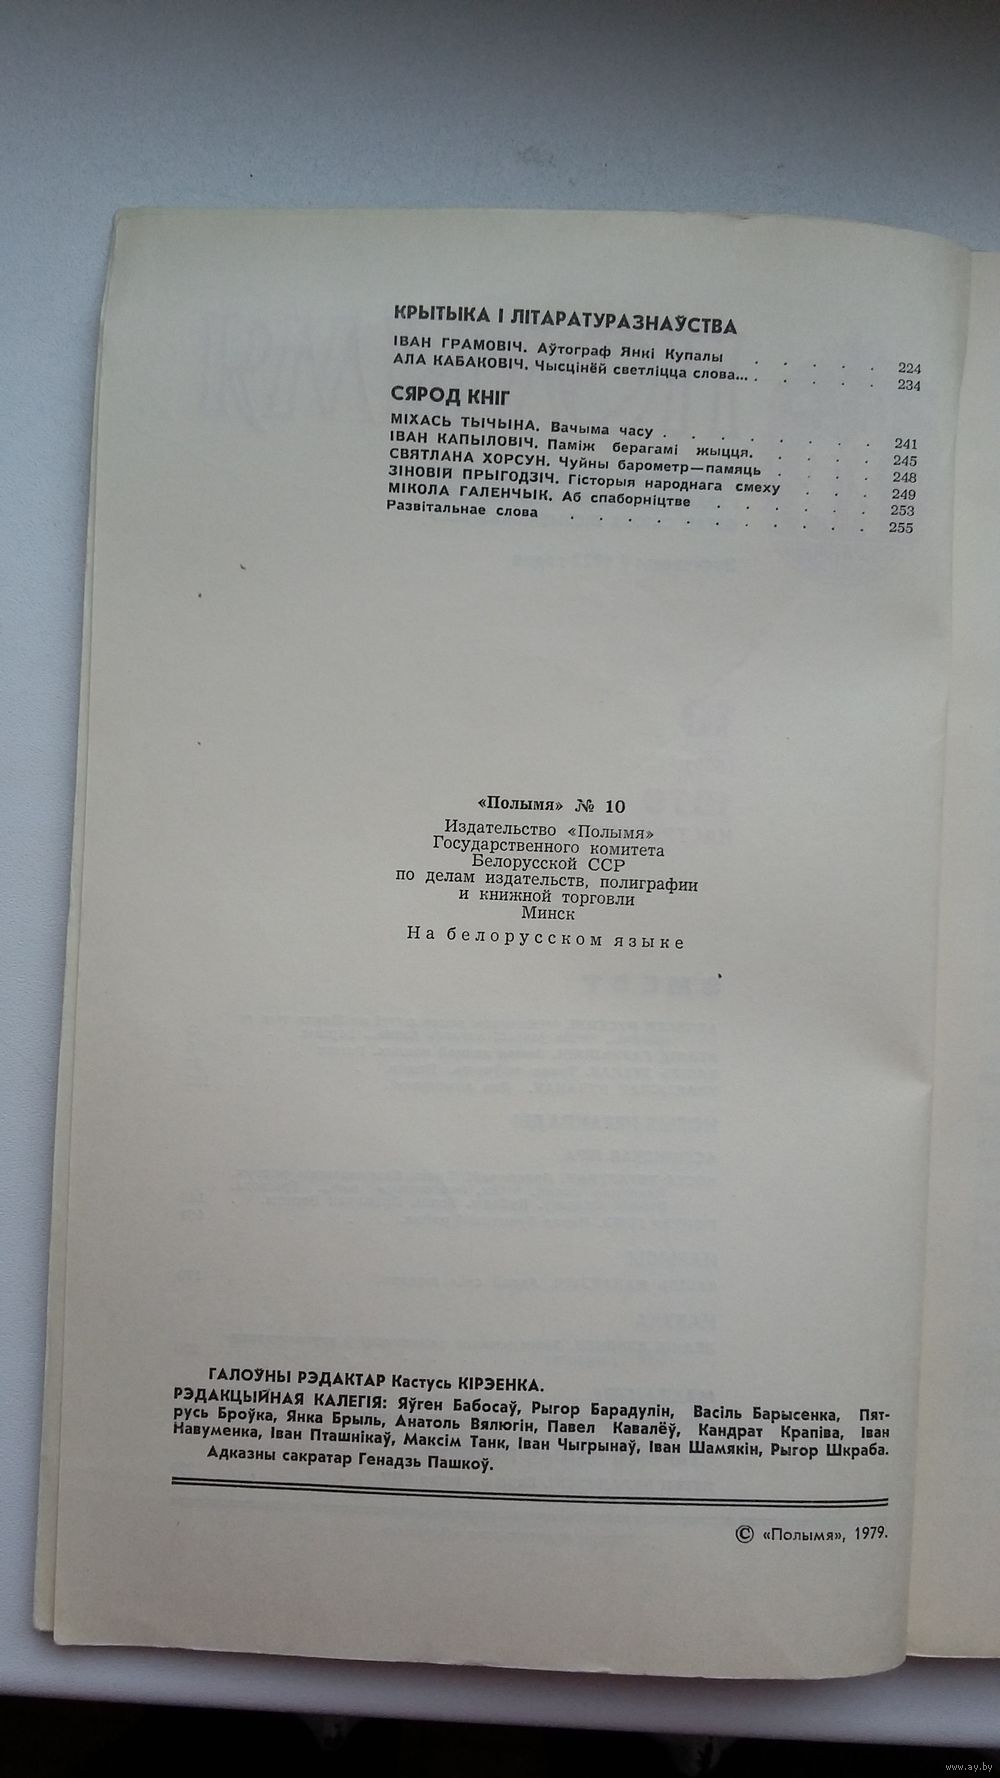 КРЫТЫКА І ЛІТАРАТУРАЗНАЎСТВА
ІВАН ГРАМОВІЧ. Аўтограф Янкі Купалы . . . . . 224
АЛА КАБАКОВІЧ. Чысцінёй светліцца слова... . . . . . 234
СЯРОД КНІГ
МІХАСЬ ТЫЧЫНА. Вачыма часу . . . . . . . . 241
ІВАН КАПЫЛОВІЧ. Паміж берагамі жыцця. . . . . 245
СВЯТЛАНА ХОРСУН. Чуйны барометр — памяць . . . . 248
ЗІНОВІЙ ПРЫГОДЗІЧ. Гісторыя народнага смеху . . . 249
МІКОЛА ГАЛЕНЧЫК. Аб спаборніцтве . . . . . . 253
Развітальнае слова . . . . . . . . . . . 255
«Полымя» № 10
Издательство «Полымя»
Государственного комитета
Белорусской ССР
по делам издательств, полиграфии
и книжной торговли
Минск
На белорусском языке
ГАЛОЎНЫ РЭДАКТАР Кастусь КІРЭЕНКА.
РЭДАКЦЫЙНАЯ КАЛЕГІЯ: Яўген Бабосаў, Рыгор Барадулін, Васіль Барысенка, Пят-
русь Броўка, Янка Брыль, Анатоль Вялюгін, Павел Кавалёў, Кандрат Крапіва, Іван
Навуменка, Іван Пташнікаў, Максім Танк, Іван Чыгрынаў, Іван Шамякін, Рыгор Шкраба.
Адказны сакратар Генадзь Пашкоў.
© «Полымя», 1979.
www.ay.by